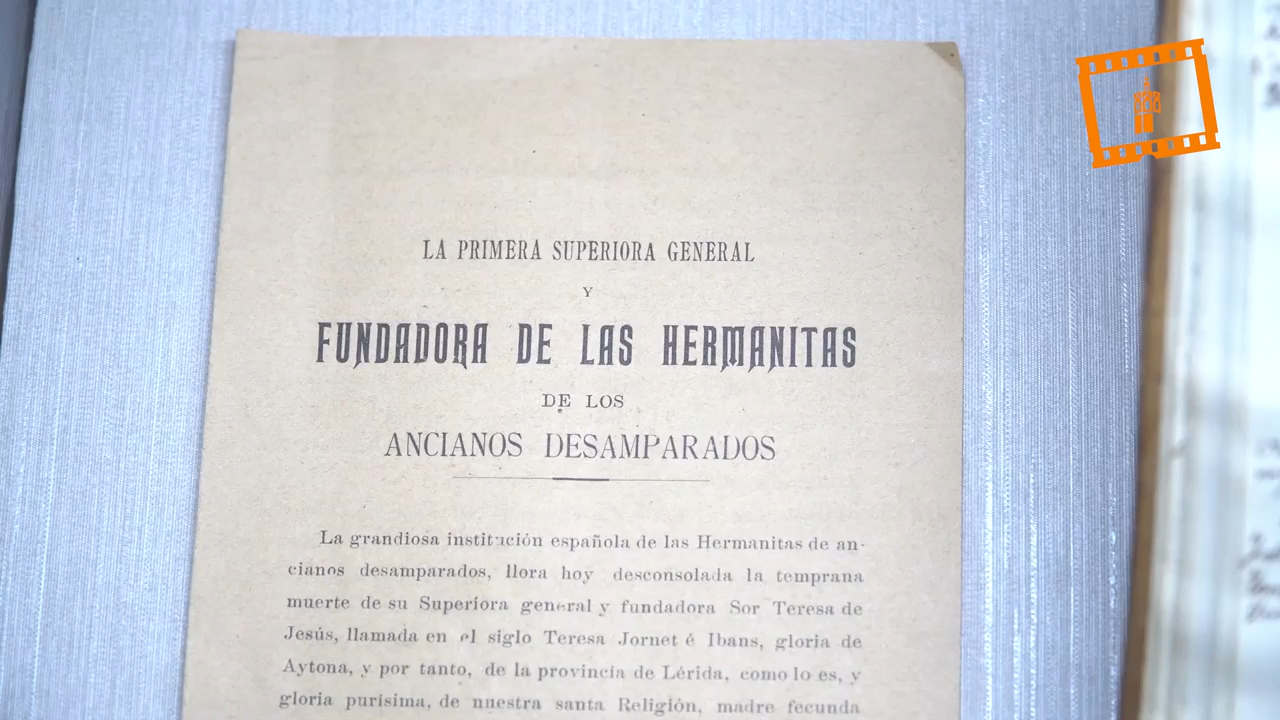 LA PRIMERA SUPERIORA GENERAL
Y
FUNDADORA DE LAS HERMANITAS
DE LOS
ANCIANOS DESAMPARADOS
La grandiosa institución española de las Hermanitas de an-
cianos desamparados, llora hoy desconsolada la temprana
muerte de su Superiora general y fundadora Sor Teresa de
Jesús, llamada en el siglo Teresa Jornet é Ibans, gloria de
Aytona, y por tanto, de la provincia de Lérida, como lo es, y
gloria purísima, de nuestra santa Religión, madre fecunda